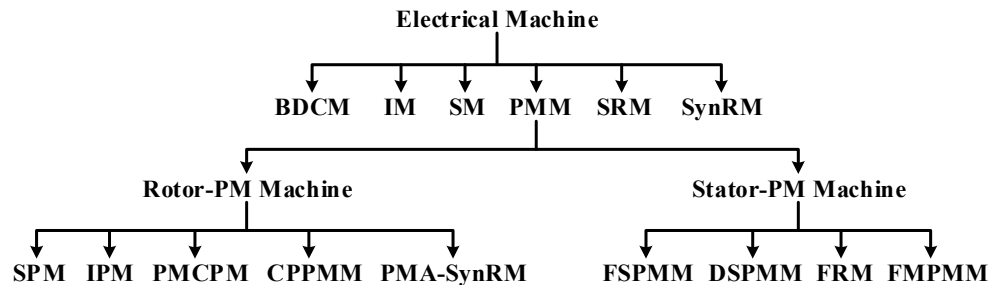 Electrical Machine
BDCM IM SM PMM SRM SynRM
Rotor-PM Machine Stator-PM Machine
SPM IPM PMCPM CPPMM PMA-SynRM FSPMM DSPMM FRM FMPMM